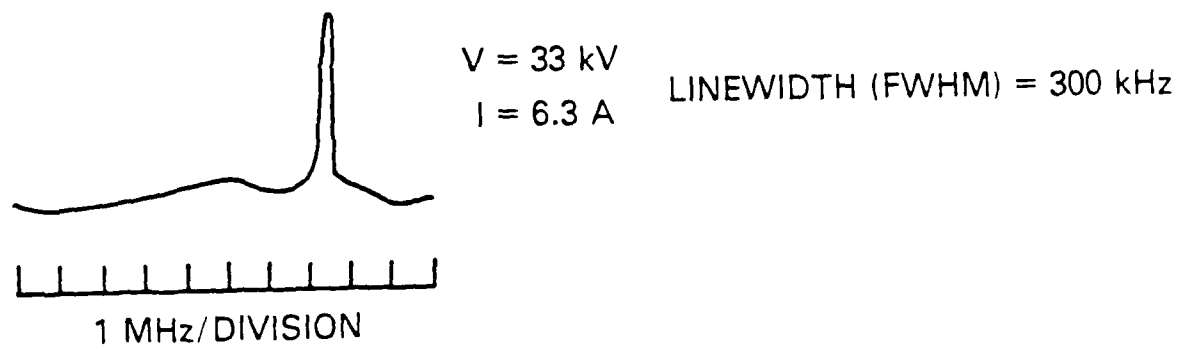 V = 33 kV
I = 6.3 A
LINEWIDTH (FWHM) = 300 kHz
1 MHz/DIVISION